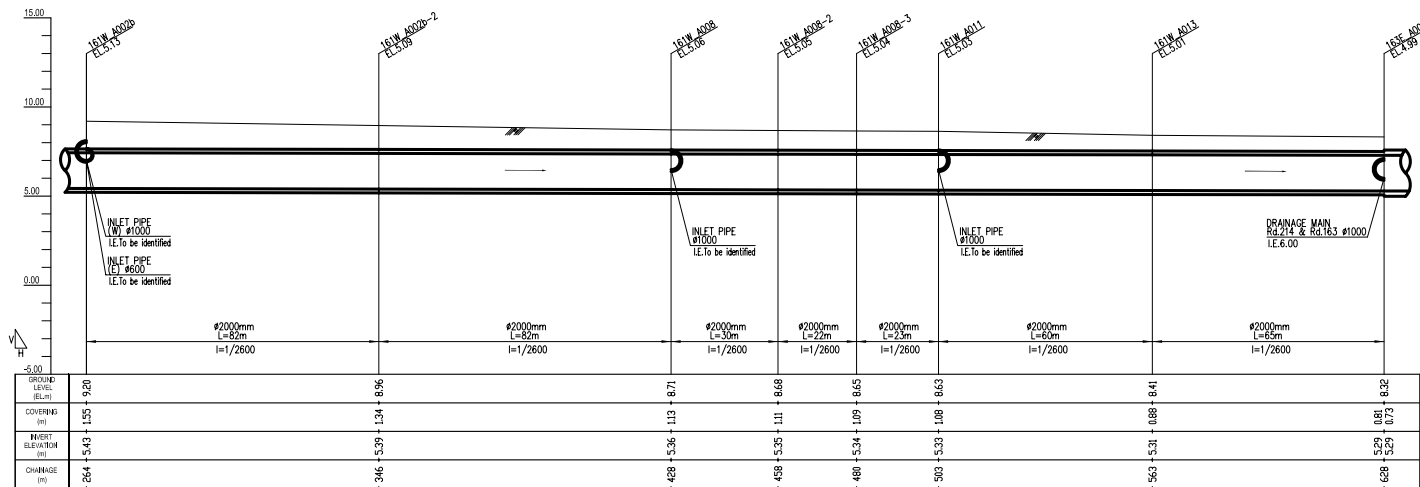 15.00
10.00
5.00
0.00
-5.00
161W_A002b
EL.5.13
161W_A002b-2
EL.5.09
161W_A008
EL.5.06
161W_A008-2
EL.5.05
161W_A008-3
EL.5.04
161W_A011
EL.5.03
161W_A013
EL.5.01
163E_A00
EL.4.99
INLET PIPE
(W) ø1000
I.E.To be identified
INLET PIPE
(E) ø600
I.E.To be identified
INLET PIPE
ø1000
I.E.To be identified
INLET PIPE
ø1000
I.E.To be identified
DRAINAGE MAIN
Rd.214 & Rd.163 ø1000
I.E.6.00
V
H
ø2000mm
L=82m
I=1/2600
ø2000mm
L=82m
I=1/2600
ø2000mm
L=30m
I=1/2600
ø2000mm
L=22m
I=1/2600
ø2000mm
L=23m
I=1/2600
ø2000mm
L=60m
I=1/2600
ø2000mm
L=65m
I=1/2600
GROUND
LEVEL
(EL.m)
9.20 8.96 8.71 8.68 8.65 8.63 8.41 8.32
COVERING
(m)
1.55 1.34 1.13 1.11 1.09 1.08 0.88 0.81 0.73
INVERT
ELEVATION
(m)
5.43 5.39 5.36 5.35 5.34 5.33 5.31 5.29 5.29
CHAINAGE
(m)
264 346 428 458 480 503 563 628